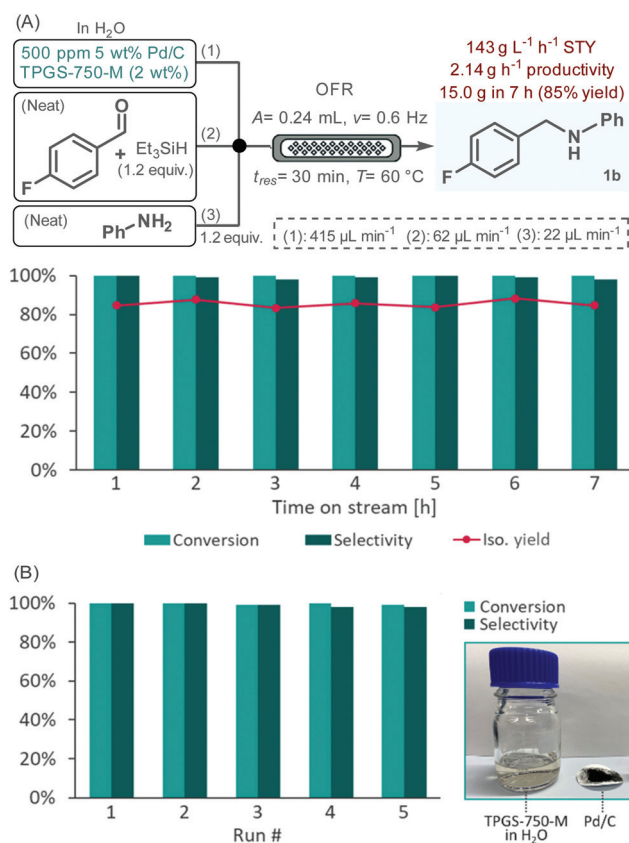 (A)
In H₂O
500 ppm 5 wt% Pd/C
TPGS-750-M (2 wt%)
(1)
(Neat)
O
F
+ Et₃SiH
(1.2 equiv.)
(2)
(Neat)
Ph NH₂
(3)
1.2 equiv.
OFR
A= 0.24 mL, v= 0.6 Hz
tres= 30 min, T= 60 °C
143 g L⁻¹ h⁻¹ STY
2.14 g h⁻¹ productivity
15.0 g in 7 h (85% yield)
N Ph
H
F
1b
(1): 415 µL min⁻¹ (2): 62 µL min⁻¹ (3): 22 µL min⁻¹
100%
80%
60%
40%
20%
0%
1 2 3 4 5 6 7
Time on stream [h]
Conversion Selectivity Iso. yield
(B)
100%
80%
60%
40%
20%
0%
1 2 3 4 5
Run #
Conversion
Selectivity
TPGS-750-M
in H₂O
Pd/C